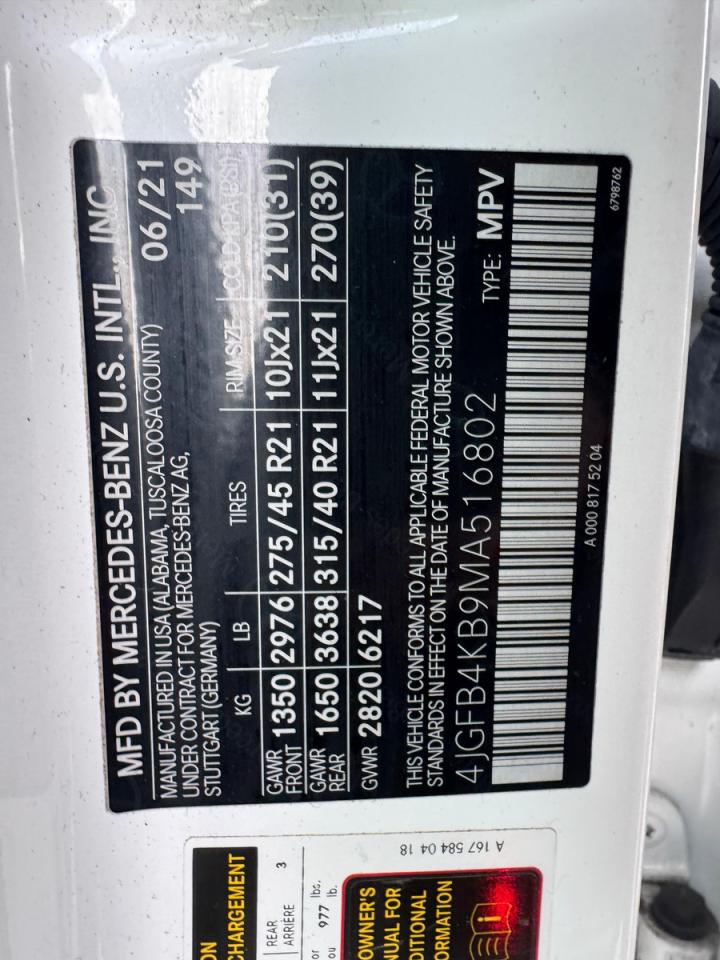 MFD BY MERCEDES-BENZ U.S. INTL., INC
MANUFACTURED IN USA (ALABAMA, TUSCALOOSA COUNTY) 06/21
UNDER CONTRACT FOR MERCEDES-BENZ AG, 149
STUTTGART (GERMANY)
KG LB TIRES RIM SIZE COLD KPA(PSI)
GAWR FRONT 1350 2976 275/45 R21 10Jx21 210(31)
GAWR REAR 1650 3638 315/40 R21 11Jx21 270(39)
GVWR 2820 6217
THIS VEHICLE CONFORMS TO ALL APPLICABLE FEDERAL MOTOR VEHICLE SAFETY
STANDARDS IN EFFECT ON THE DATE OF MANUFACTURE SHOWN ABOVE.
4JGFB4KB9MA516802 TYPE: MPV
A 000 817 52 04 6798762
A 167 584 04 18
ON
CHARGEMENT
REAR 3
ARRIÈRE
or 977 lbs.
ou lb.
OWNER'S
NUAL FOR
DITIONAL
ORMATION